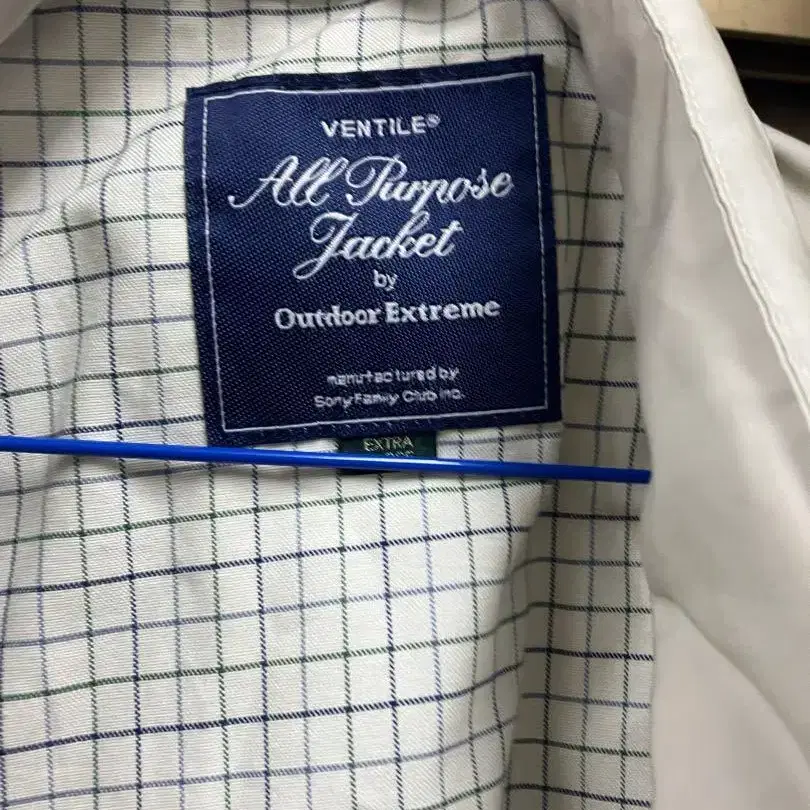 VENTILE®
All Purpose
Jacket
by
Outdoor Extreme
manufactured by
Sony Family Club Inc.
EXTRA